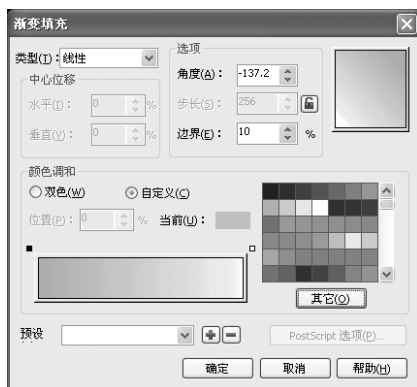 渐变填充
类型(T): 线性
选项
角度(A): -137.2
中心位移
水平(I): 0 %
步长(S): 256
垂直(V): 0 %
边界(E): 10 %
颜色调和
双色(W) 自定义(C)
位置(P): 0 % 当前(U):
其它(O)
预设
PostScript 选项(P)...
确定 取消 帮助(H)